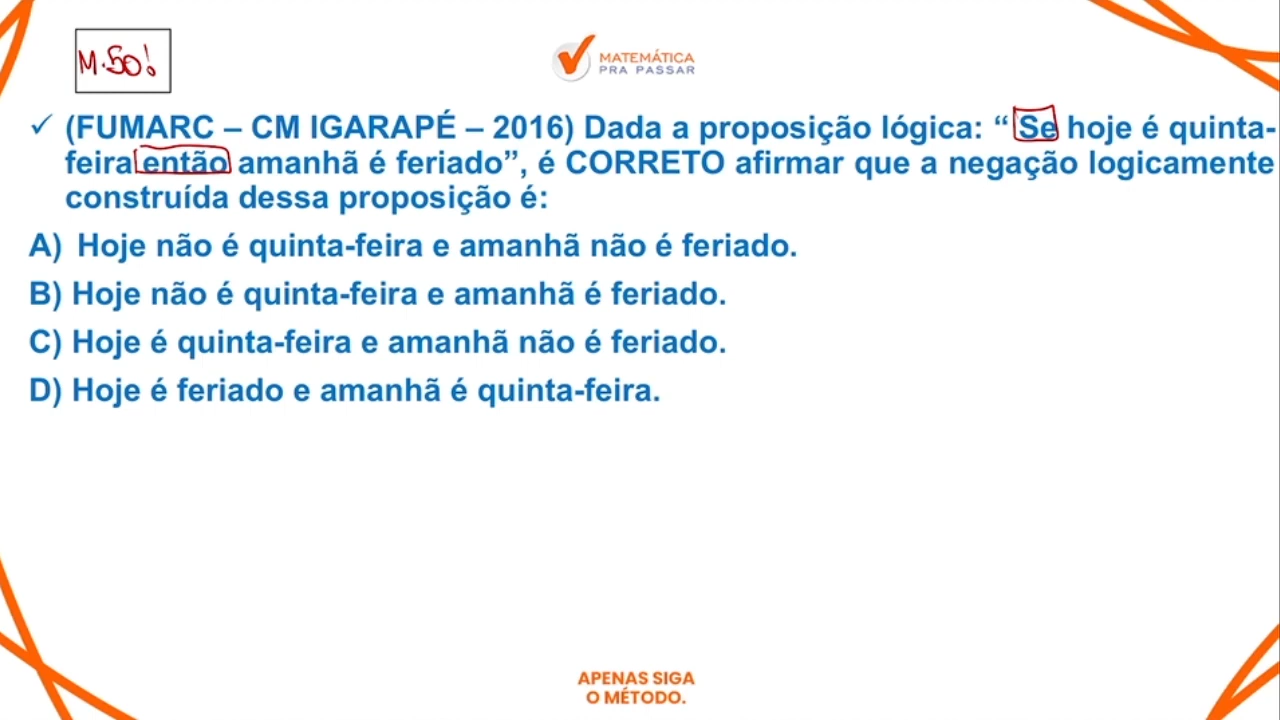 M.50!
MATEMÁTICA
PRA PASSAR
✓ (FUMARC – CM IGARAPÉ – 2016) Dada a proposição lógica: “ Se hoje é quinta-
feira então amanhã é feriado”, é CORRETO afirmar que a negação logicamente
construída dessa proposição é:
A) Hoje não é quinta-feira e amanhã não é feriado.
B) Hoje não é quinta-feira e amanhã é feriado.
C) Hoje é quinta-feira e amanhã não é feriado.
D) Hoje é feriado e amanhã é quinta-feira.
APENAS SIGA
O MÉTODO.